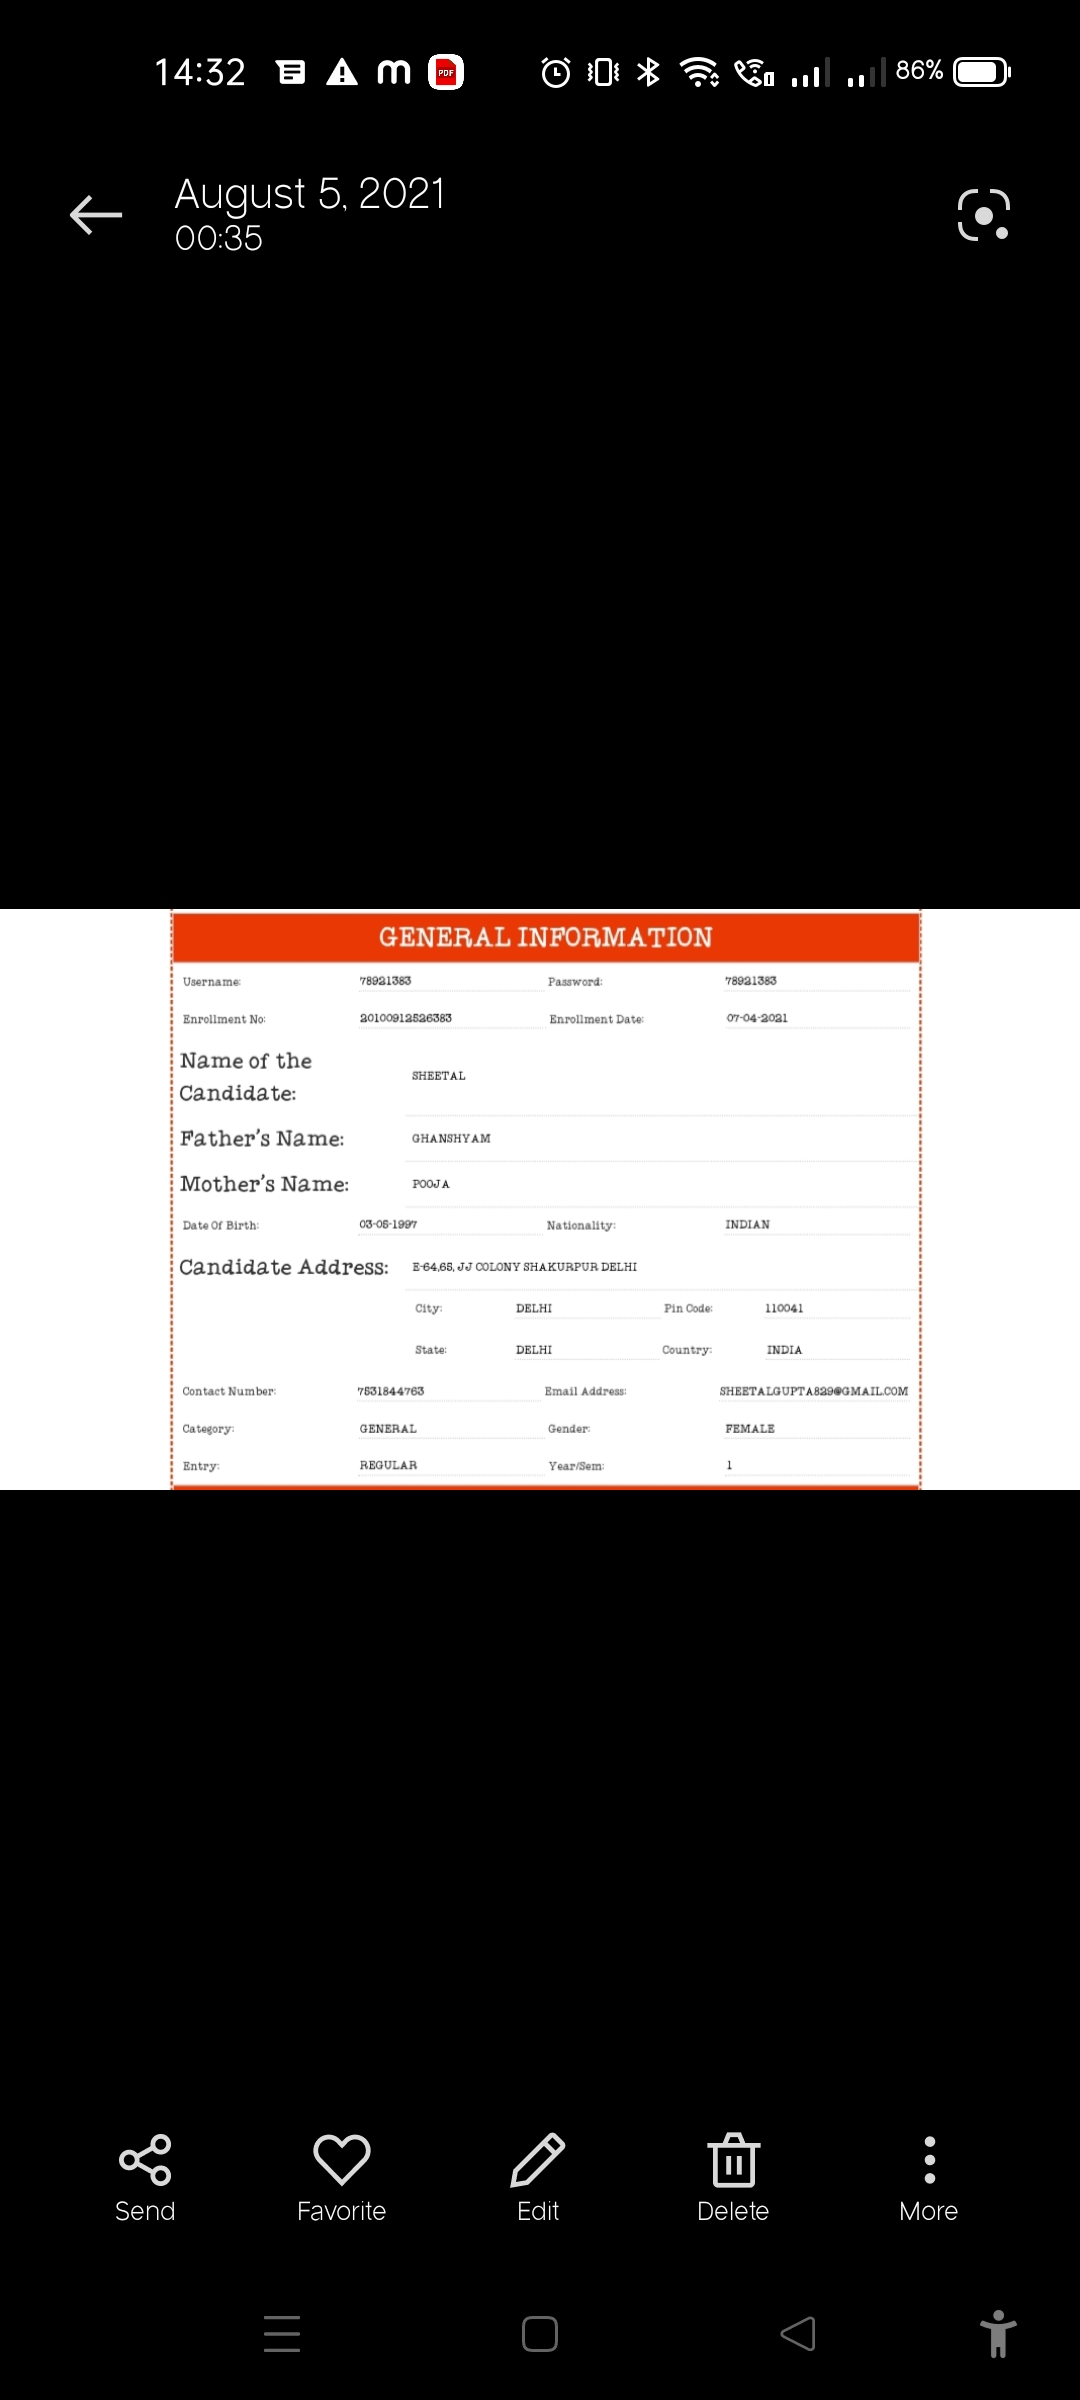 14:32 PDF 86%
August 5, 2021
00:35
GENERAL INFORMATION
Username: 78921383 Password: 78921383
Enrollment No: 20100912526383 Enrollment Date: 07-04-2021
Name of the
Candidate: SHEETAL
Father's Name: GHANSHYAM
Mother's Name: POOJA
Date Of Birth: 03-05-1997 Nationality: INDIAN
Candidate Address: E-64,65, JJ COLONY SHAKURPUR DELHI
City: DELHI Pin Code: 110041
State: DELHI Country: INDIA
Contact Number: 7531844763 Email Address: SHEETALGUPTA829@GMAIL.COM
Category: GENERAL Gender: FEMALE
Entry: REGULAR Year/Sem: 1
Send Favorite Edit Delete More